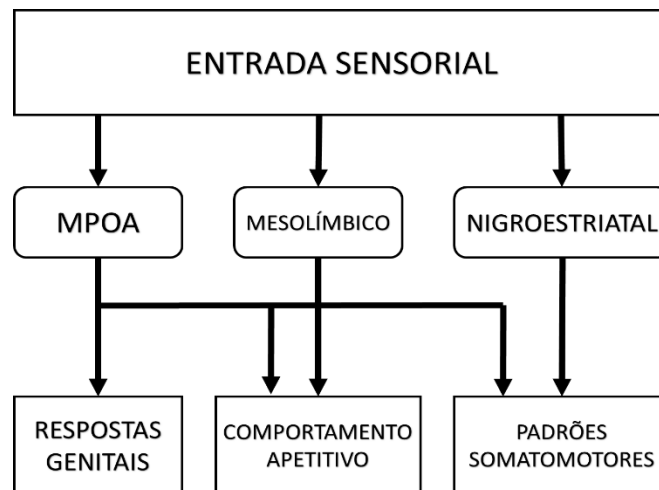 ENTRADA SENSORIAL
MPOA
MESOLÍMBICO
NIGROESTRIATAL
RESPOSTAS
GENITAIS
COMPORTAMENTO
APETITIVO
PADRÕES
SOMATOMOTORES